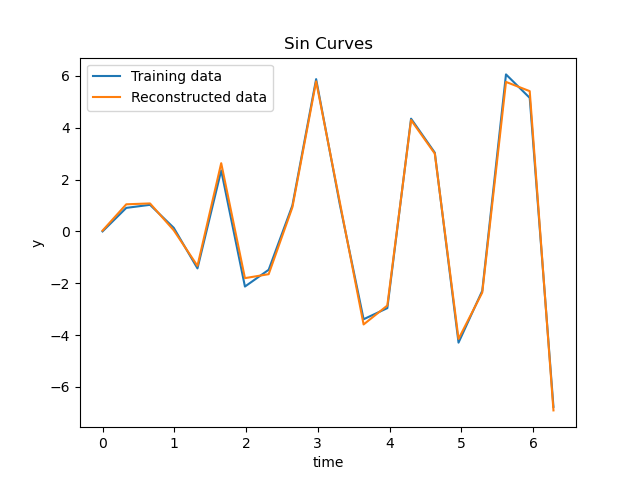 Sin Curves
Training data
Reconstructed data
y
6
4
2
0
−2
−4
−6
0 1 2 3 4 5 6
time